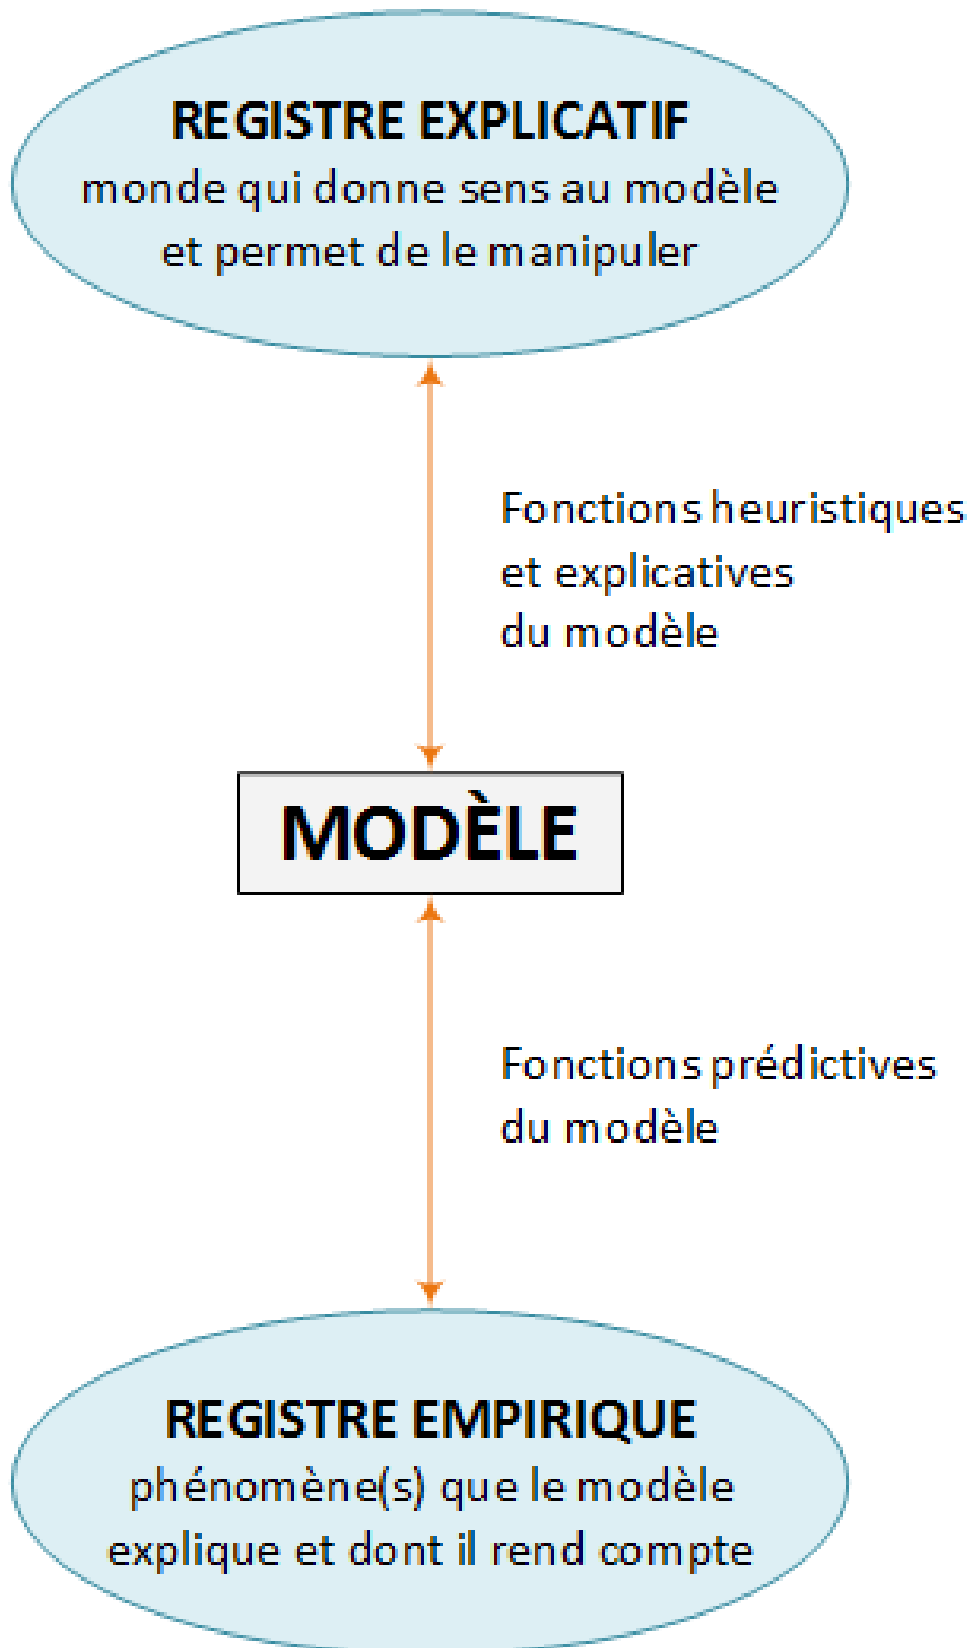 REGISTRE EXPLICATIF
monde qui donne sens au modèle
et permet de le manipuler
Fonctions heuristiques
et explicatives
du modèle
MODÈLE
Fonctions prédictives
du modèle
REGISTRE EMPIRIQUE
phénomène(s) que le modèle
explique et dont il rend compte